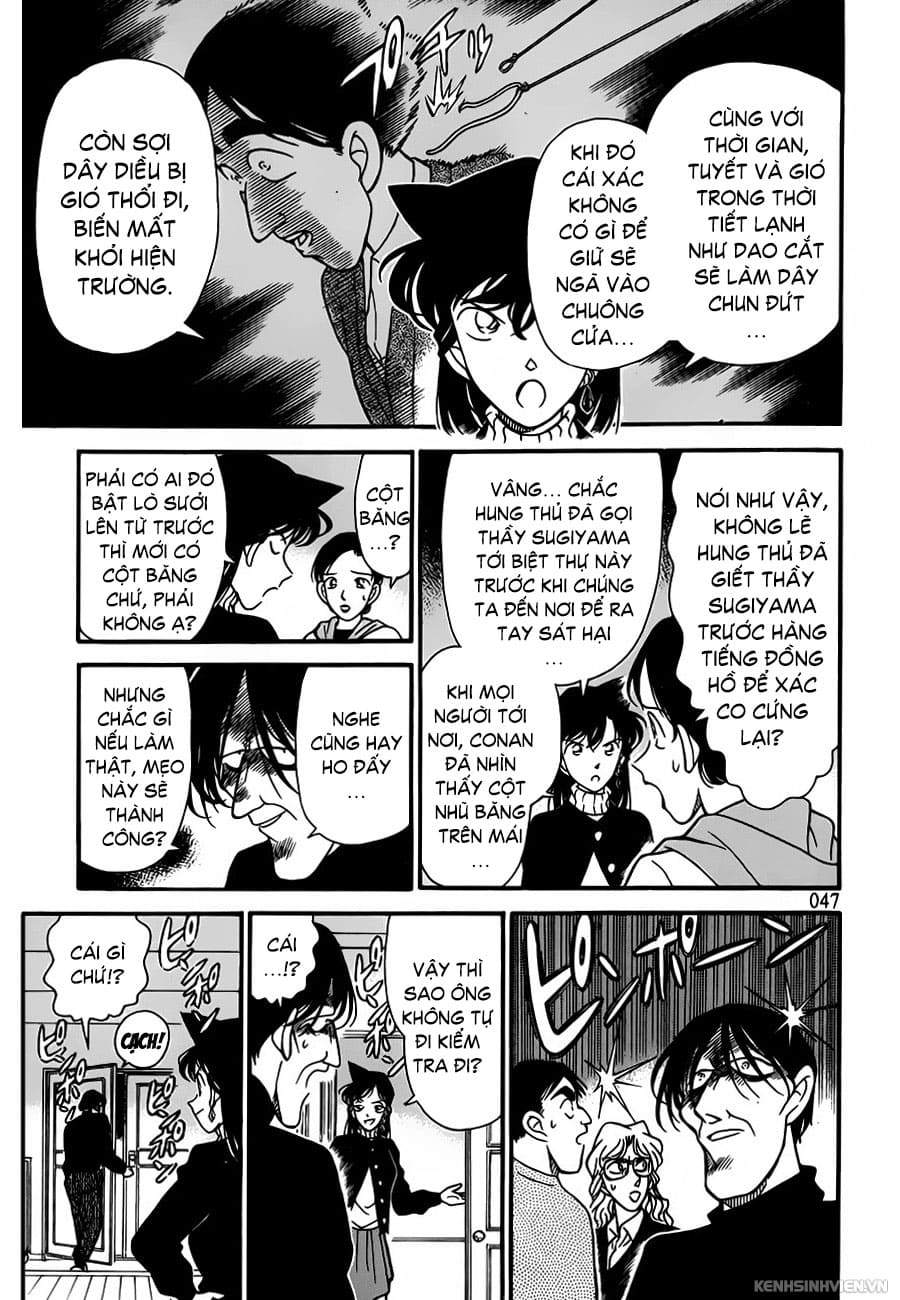 プチッ
CÙNG VỚI
THỜI GIAN,
TUYẾT VÀ GIÓ
TRONG THỜI
TIẾT LẠNH
NHƯ DAO CẮT
SẼ LÀM DÂY
CHUN ĐỨT
...
KHI ĐÓ
CÁI XÁC
KHÔNG
CÓ GÌ ĐỂ
GIỮ SẼ
NGÃ VÀO
CHUÔNG
CỬA...
CÒN SỢI
DÂY DIỀU BỊ
GIÓ THỔI ĐI,
BIẾN MẤT
KHỎI HIỆN
TRƯỜNG.
NÓI NHƯ VẬY,
KHÔNG LẼ
HUNG THỦ ĐÃ
GIẾT THẦY
SUGIYAMA
TRƯỚC HÀNG
TIẾNG ĐỒNG
HỒ ĐỂ XÁC
CO CỨNG
LẠI?
VÂNG... CHẮC
HUNG THỦ ĐÃ GỌI
THẦY SUGIYAMA
TỚI BIỆT THỰ NÀY
TRƯỚC KHI CHÚNG
TA ĐẾN NƠI ĐỂ RA
TAY SÁT HẠI
...
KHI MỌI
NGƯỜI TỚI
NƠI, CONAN
ĐÃ NHÌN
THẤY CỘT
NHŨ BĂNG
TRÊN MÁI
...
CỘT
BĂNG
...?
PHẢI CÓ AI ĐÓ
BẬT LÒ SƯỞI
LÊN TỪ TRƯỚC
THÌ MỚI CÓ
CỘT BĂNG
CHỨ, PHẢI
KHÔNG Ạ?
NGHE
CŨNG HAY
HO ĐẤY
...
NHƯNG
CHẮC GÌ
NẾU LÀM
THẬT, MẸO
NÀY SẼ
THÀNH
CÔNG?
047
ピンポーン
VẬY THÌ
SAO ÔNG
KHÔNG TỰ
ĐI KIỂM
TRA ĐI?
CÁI
...!?
CÁI GÌ
CHỨ!?
CẠCH!
KENHSINHVIEN.VN